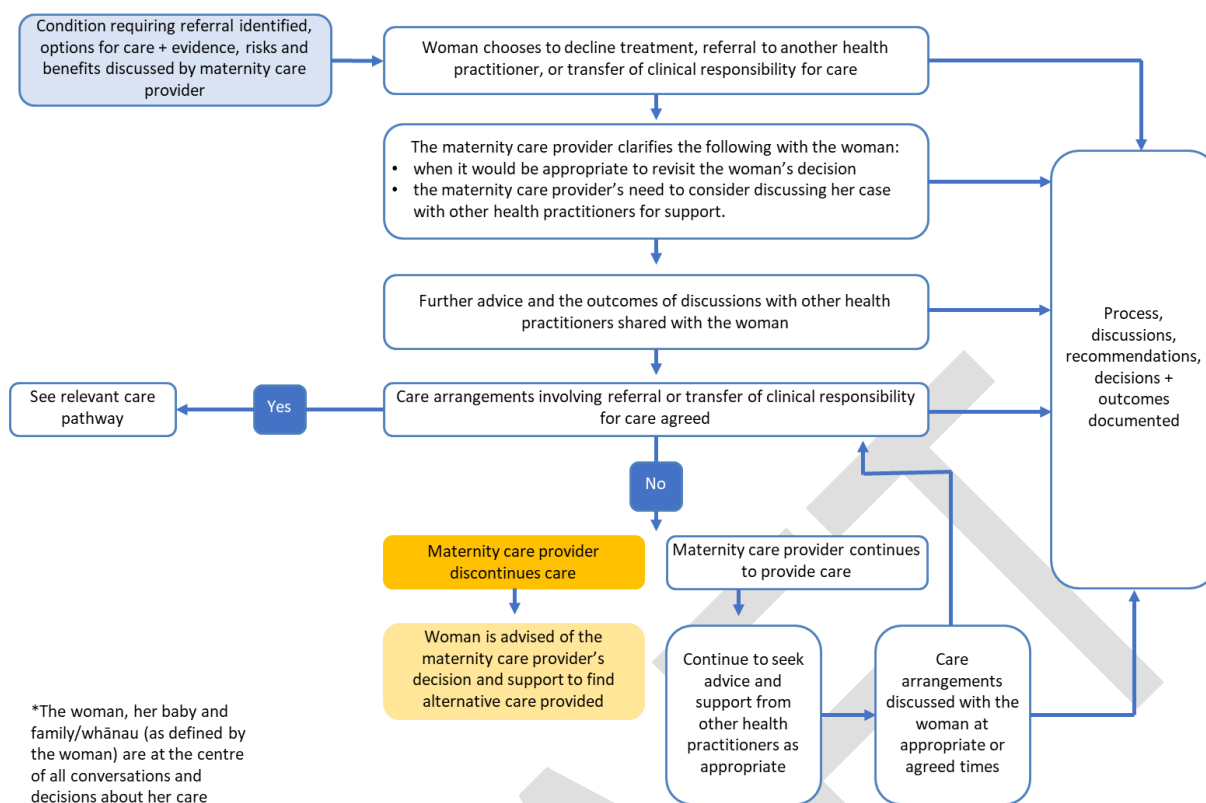 Condition requiring referral identified,
options for care + evidence, risks and
benefits discussed by maternity care
provider
Woman chooses to decline treatment, referral to another health
practitioner, or transfer of clinical responsibility for care
The maternity care provider clarifies the following with the woman:
• when it would be appropriate to revisit the woman's decision
• the maternity care provider's need to consider discussing her case
with other health practitioners for support.
Further advice and the outcomes of discussions with other health
practitioners shared with the woman
Process,
discussions,
recommendations,
decisions +
outcomes
documented
See relevant care
pathway
Yes
Care arrangements involving referral or transfer of clinical responsibility
for care agreed
No
Maternity care provider
discontinues care
Maternity care provider continues
to provide care
Woman is advised of the
maternity care provider's
decision and support to find
alternative care provided
Continue to seek
advice and
support from
other health
practitioners as
appropriate
Care
arrangements
discussed with the
woman at
appropriate or
agreed times
*The woman, her baby and
family/whānau (as defined by
the woman) are at the centre
of all conversations and
decisions about her care